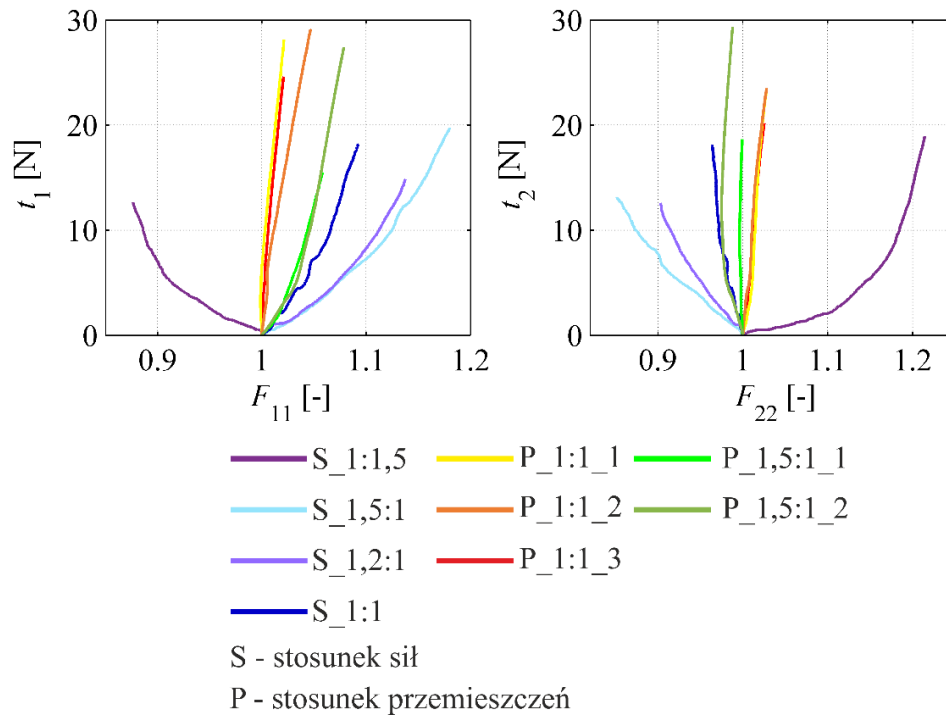 30
20
10
0
t1 [N]
0.9 1 1.1 1.2
F11 [-]
30
20
10
0
t2 [N]
0.9 1 1.1 1.2
F22 [-]
S_1:1,5 P_1:1_1 P_1,5:1_1
S_1,5:1 P_1:1_2 P_1,5:1_2
S_1,2:1 P_1:1_3
S_1:1
S - stosunek sił
P - stosunek przemieszczeń